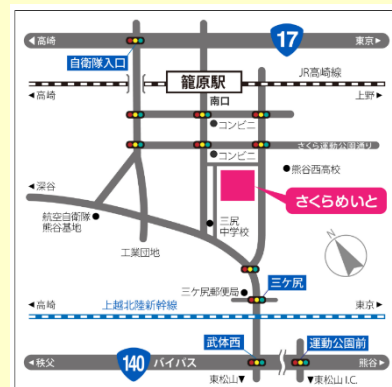 ◀高崎
17
東京▶
自衛隊入口
籠原駅
JR高崎線
◀高崎
南口
上野▶
コンビニ
さくら運動公園通り
コンビニ
熊谷西高校
◀深谷
さくらめいと
航空自衛隊
熊谷基地
三尻
中学校
工業団地
三ケ尻郵便局
三ケ尻
◀高崎
上越北陸新幹線
東京▶
武体西
運動公園前
◀秩父
140
バイパス
熊谷▶
東松山▼
▼東松山I.C.